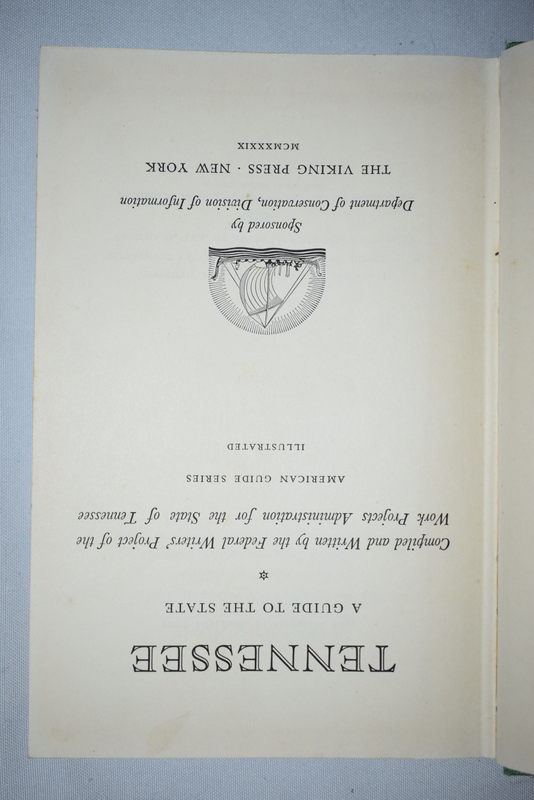 TENNESSEE
A GUIDE TO THE STATE
Compiled and Written by the Federal Writers' Project of the
Work Projects Administration for the State of Tennessee
AMERICAN GUIDE SERIES
ILLUSTRATED
Sponsored by
Department of Conservation, Division of Information
THE VIKING PRESS · NEW YORK
MCMXXXIX